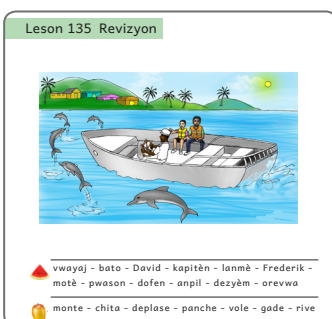 Leson 135 Revizyon
vwayaj - bato - David - kapitèn - lanmè - Frederik -
motè - pwason - dofen - anpil - dezyèm - orevwa
monte - chita - deplase - panche - vole - gade - rive